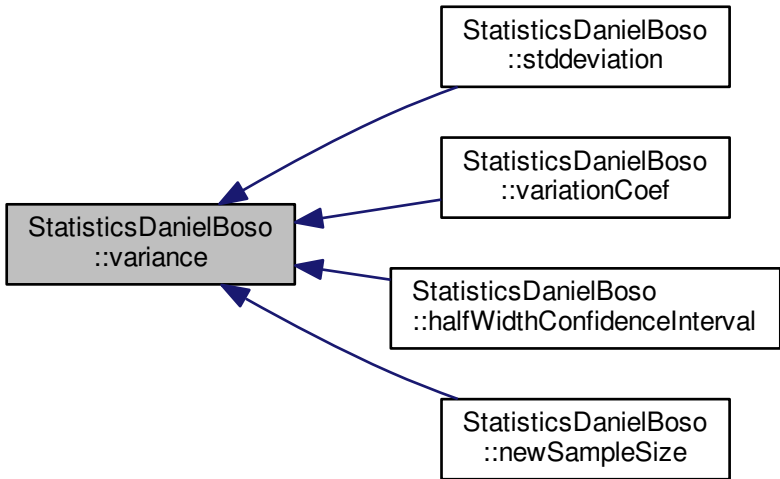 StatisticsDanielBoso
::stddeviation
StatisticsDanielBoso
::variationCoef
StatisticsDanielBoso
::variance
StatisticsDanielBoso
::halfWidthConfidenceInterval
StatisticsDanielBoso
::newSampleSize